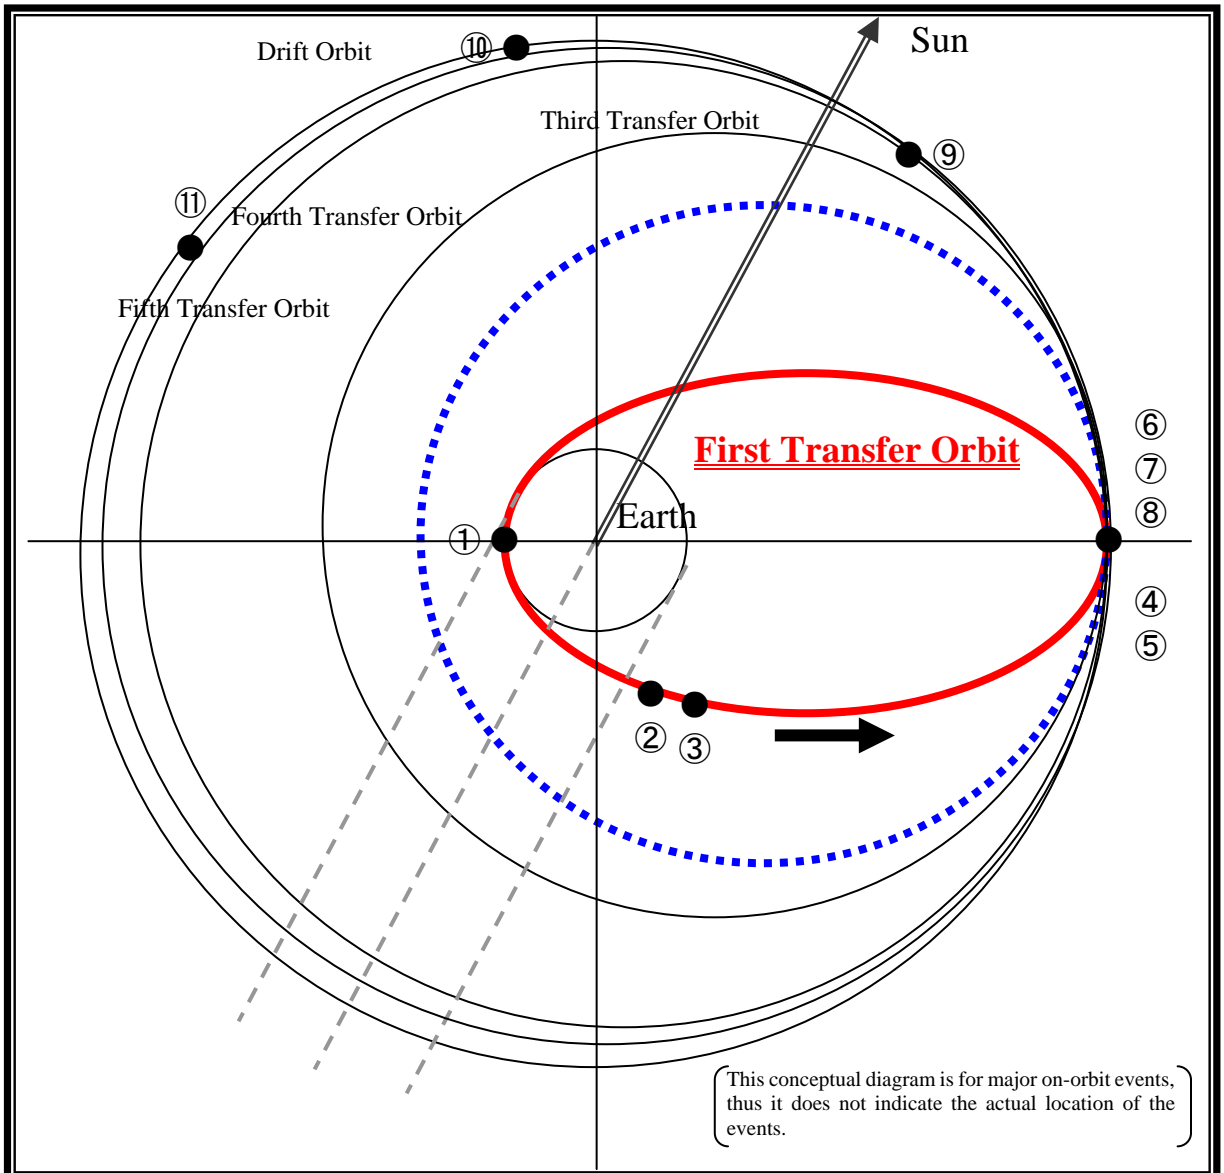 Sun
Drift Orbit
⑩
Third Transfer Orbit
⑨
⑪
Fourth Transfer Orbit
Fifth Transfer Orbit
⑥
First Transfer Orbit
⑦
⑧
Earth
①
④
⑤
②
③
This conceptual diagram is for major on-orbit events,
thus it does not indicate the actual location of the
events.